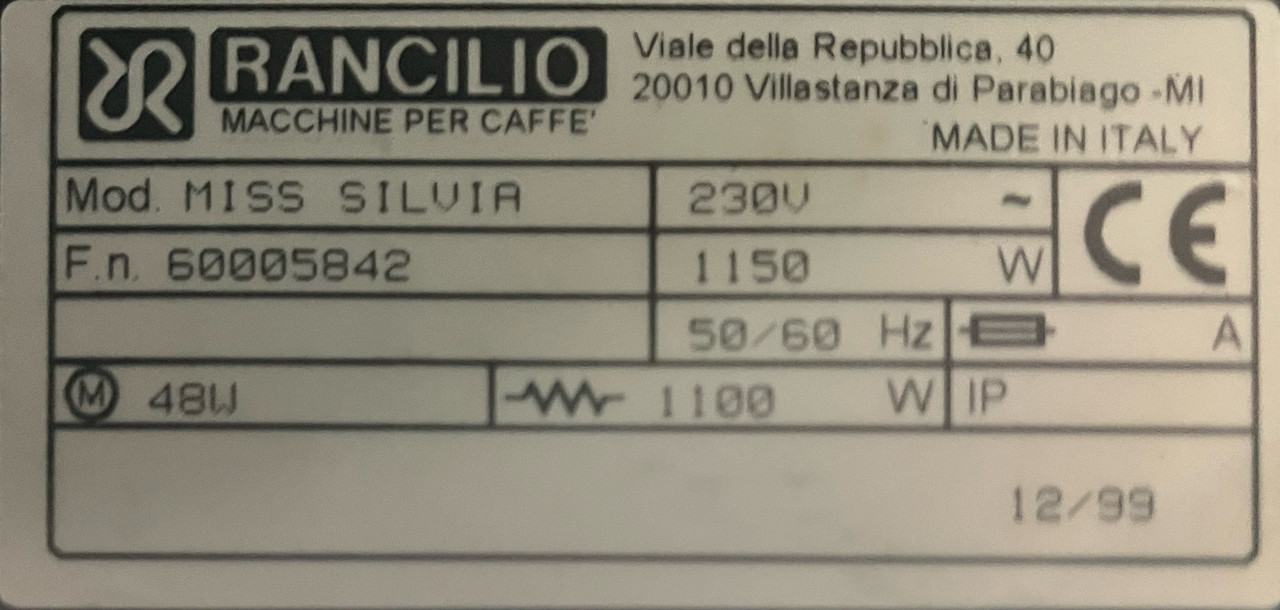 RANCILIO
MACCHINE PER CAFFE'
Viale della Repubblica, 40
20010 Villastanza di Parabiago -MI
MADE IN ITALY
Mod. MISS SILVIA
230V ~
CE
F.n. 60005842
1150 W
50/60 Hz
A
M 48W
1100 W
IP
12/99